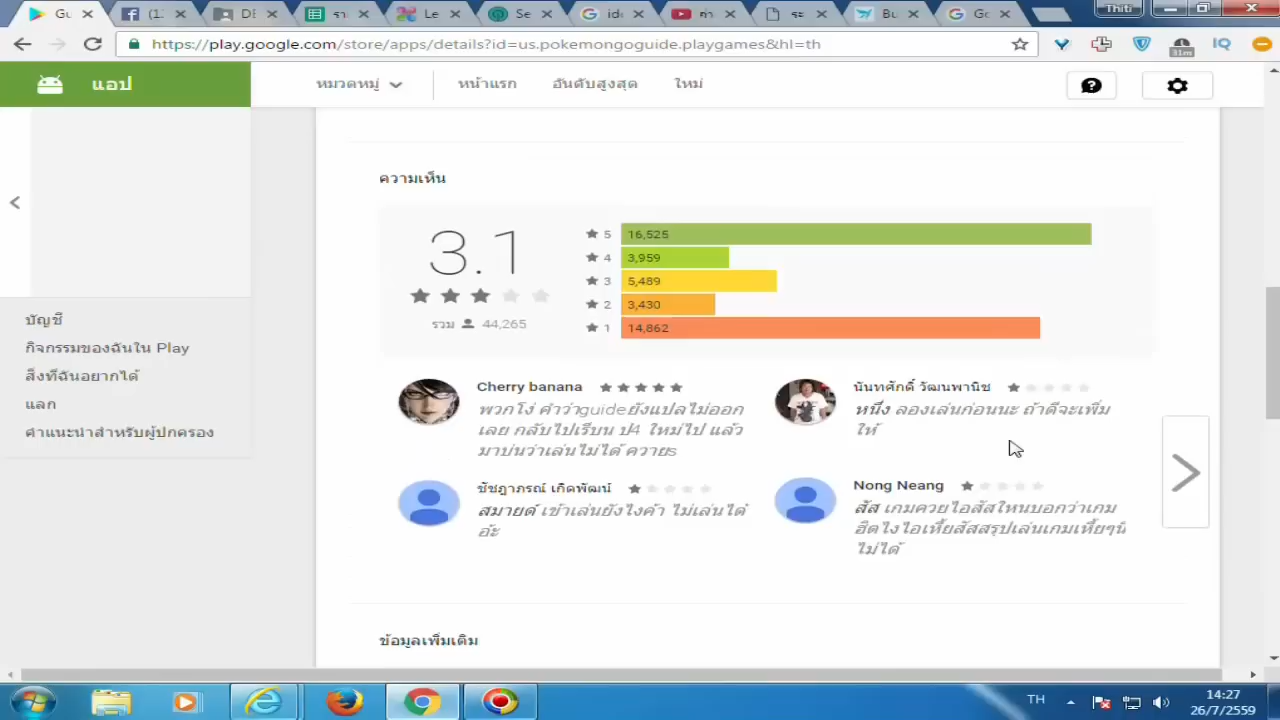 Gu
(1
DE
รา
Le
Se
ide
คำ
ระ
Bu
Go
Thiti
https://play.google.com/store/apps/details?id=us.pokemongoguide.playgames&hl=th
31m
IQ
แอป
หมวดหมู่
หน้าแรก
อันดับสูงสุด
ใหม่
บัญชี
กิจกรรมของฉันใน Play
สิ่งที่ฉันอยากได้
แลก
คำแนะนำสำหรับผู้ปกครอง
ความเห็น
3.1
รวม 44,265
5 16,525
4 3,959
3 5,489
2 3,430
1 14,862
Cherry banana
พวกโง่ คำว่าguideยังแปลไม่ออก
เลย กลับไปเรียน ป4 ใหม่ไป แล้ว
มาบ่นว่าเล่นไม่ได้ ควายs
นันทศักดิ์ วัฒนพานิช
หนึ่ง ลองเล่นก่อนนะ ถ้าดีจะเพิ่ม
ให้
ชัชฎาภรณ์ เกิดพัฒน์
สมายด์ เข้าเล่นยังไงค้า ไม่เล่นได้
อ้ะ
Nong Neang
สัส เกมควยไอสัสไหนบอกว่าเกม
ฮิตไงไอเหี้ยสัสสรุปเล่นเกมเหี้ยๆนิ
ไม่ได้
ข้อมูลเพิ่มเติม
TH
14:27
26/7/2559